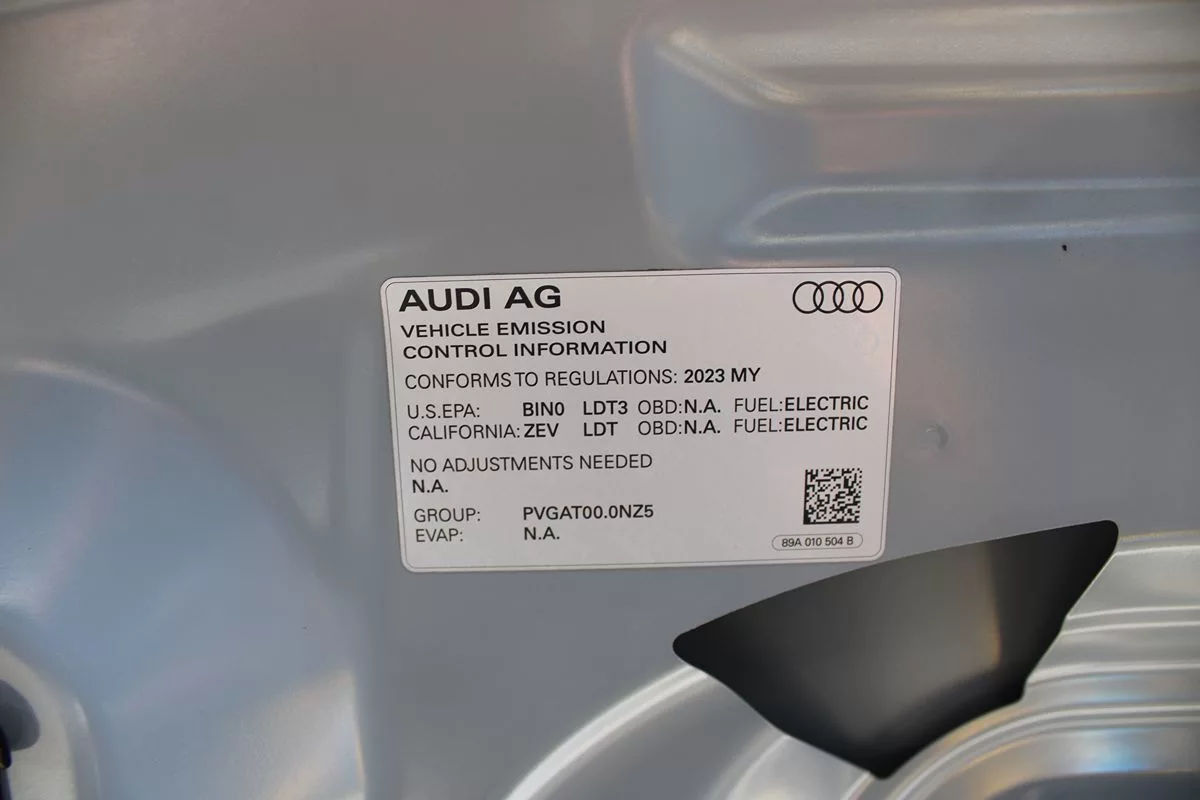 AUDI AG
VEHICLE EMISSION
CONTROL INFORMATION
CONFORMS TO REGULATIONS: 2023 MY
U.S.EPA: BIN0 LDT3 OBD:N.A. FUEL:ELECTRIC
CALIFORNIA: ZEV LDT OBD:N.A. FUEL:ELECTRIC
NO ADJUSTMENTS NEEDED
N.A.
GROUP: PVGAT00.0NZ5
EVAP: N.A.
89A 010 504 B